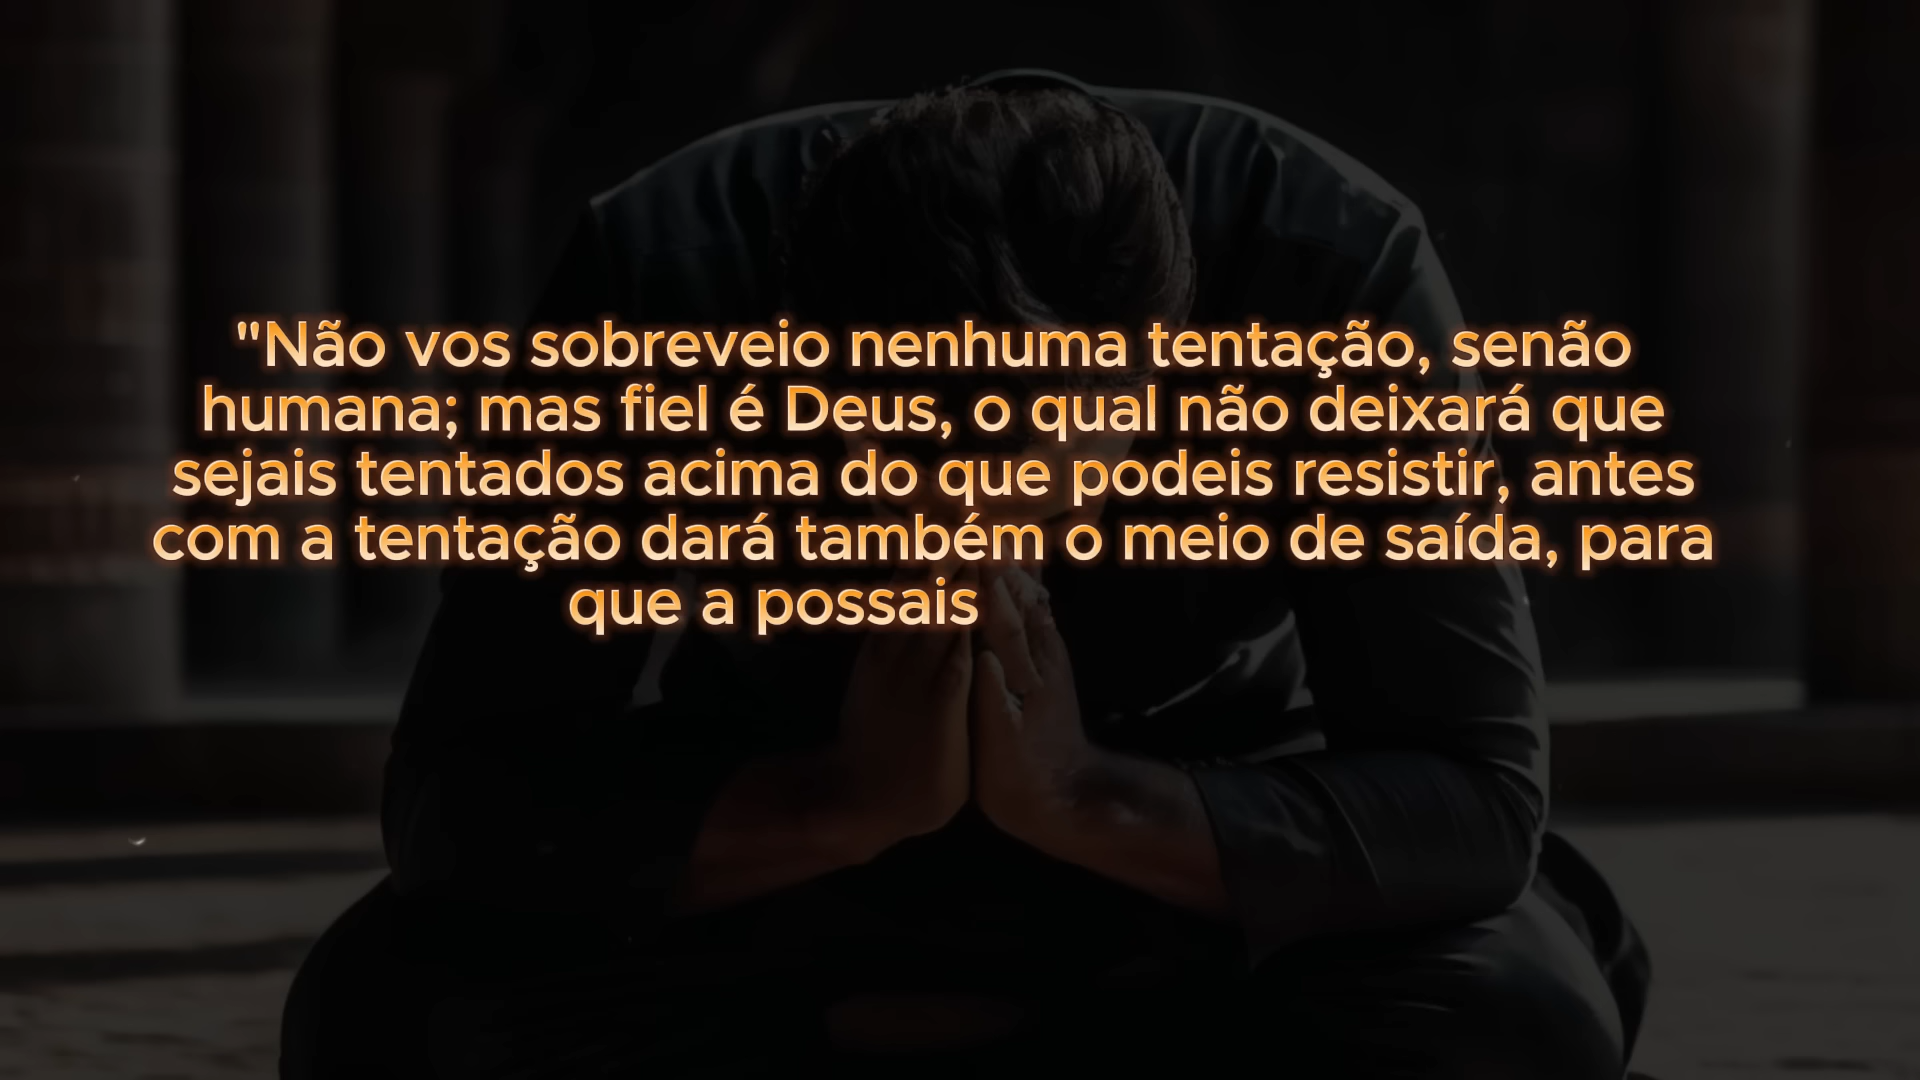 "Não vos sobreveio nenhuma tentação, senão
humana; mas fiel é Deus, o qual não deixará que
sejais tentados acima do que podeis resistir, antes
com a tentação dará também o meio de saída, para
que a possais